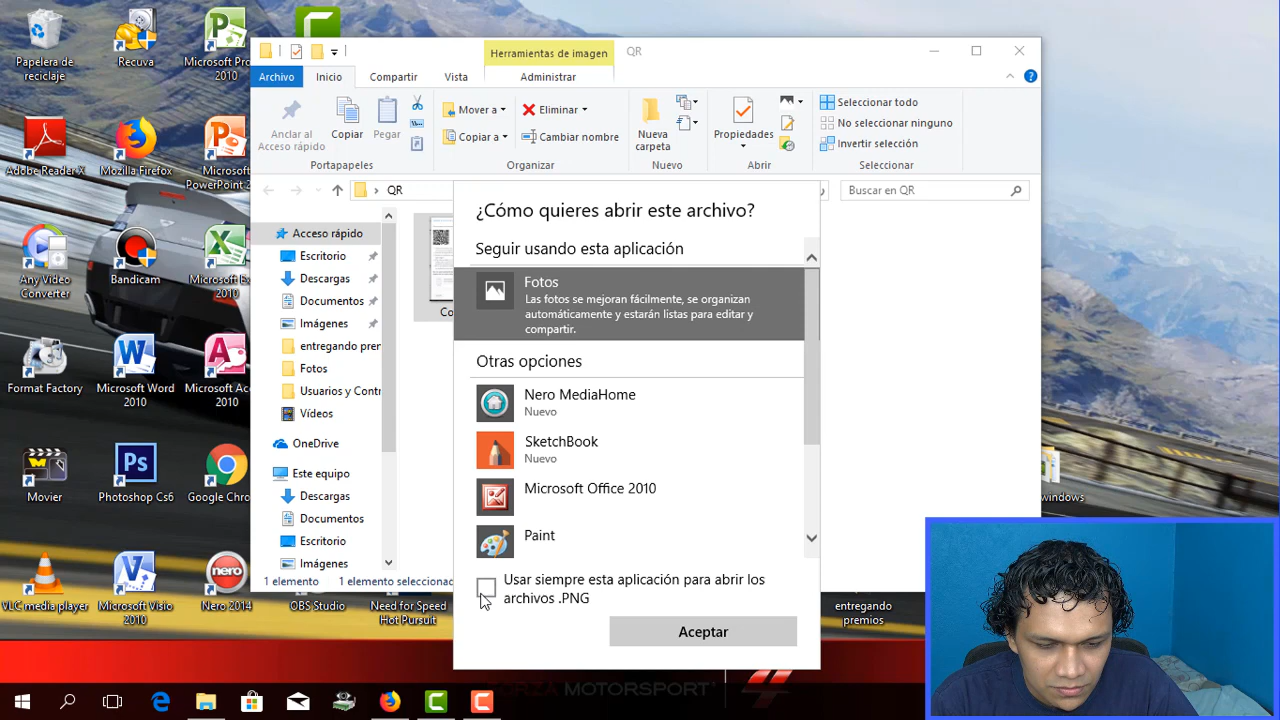 Papelera de
reciclaje
Recuva
Microsoft Pro
2010
Adobe Reader X
Mozilla Firefox
Microsoft
PowerPoint 2
Any Video
Converter
Bandicam
Microsoft Ex
2010
Format Factory
Microsoft Word
2010
Microsoft Ac
2010
Movier
Photoshop Cs6
Google Chro
VLC media player
Microsoft Visio
2010
Nero 2014
OBS Studio
Need for Speed
Hot Pursuit
entregando
premios
windows
Herramientas de imagen
QR
Archivo
Inicio
Compartir
Vista
Administrar
Anclar al
Acceso rápido
Copiar
Pegar
Portapapeles
Mover a
Copiar a
Eliminar
Cambiar nombre
Organizar
Nueva
carpeta
Nuevo
Propiedades
Abrir
Seleccionar todo
No seleccionar ninguno
Invertir selección
Seleccionar
QR
Buscar en QR
Acceso rápido
Escritorio
Descargas
Documentos
Imágenes
entregando prer
Fotos
Usuarios y Contr
Vídeos
OneDrive
Este equipo
Descargas
Documentos
Escritorio
Imágenes
Co
1 elemento
1 elemento seleccionad
¿Cómo quieres abrir este archivo?
Seguir usando esta aplicación
Fotos
Las fotos se mejoran fácilmente, se organizan
automáticamente y estarán listas para editar y
compartir.
Otras opciones
Nero MediaHome
Nuevo
SketchBook
Nuevo
Microsoft Office 2010
Paint
Usar siempre esta aplicación para abrir los
archivos .PNG
Aceptar
FORZA MOTORSPORT
4